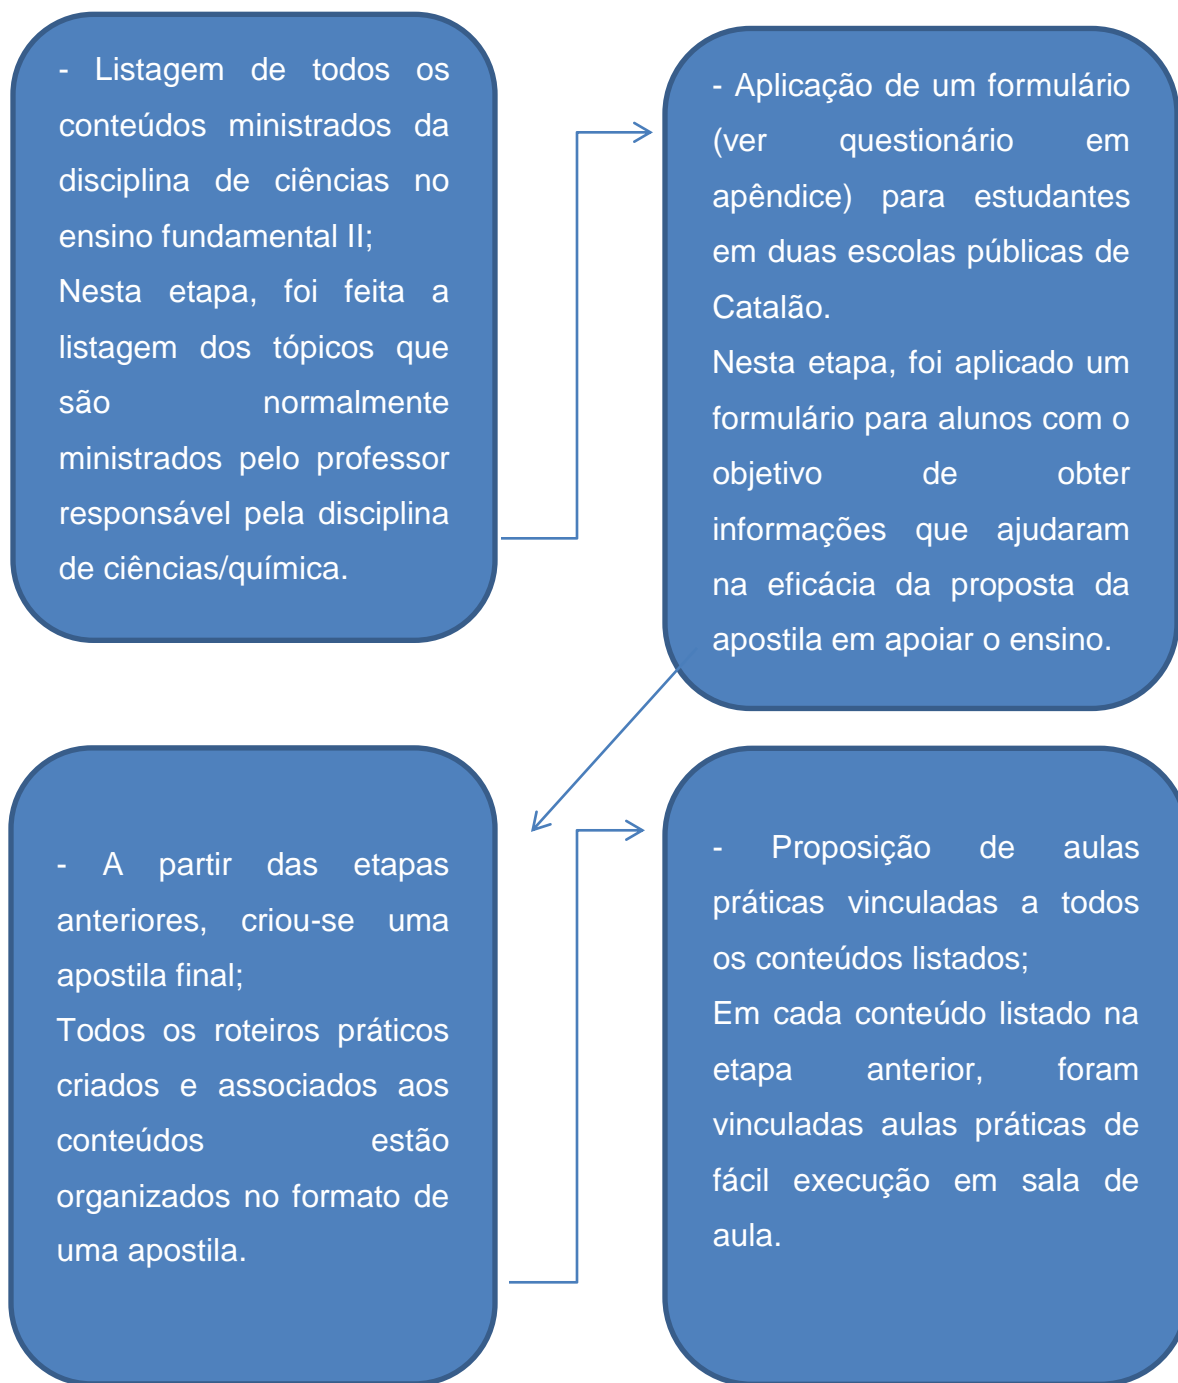 - Listagem de todos os
conteúdos ministrados da
disciplina de ciências no
ensino fundamental II;
Nesta etapa, foi feita a
listagem dos tópicos que
são normalmente
ministrados pelo professor
responsável pela disciplina
de ciências/química.
- Aplicação de um formulário
(ver questionário em
apêndice) para estudantes
em duas escolas públicas de
Catalão.
Nesta etapa, foi aplicado um
formulário para alunos com o
objetivo de obter
informações que ajudaram
na eficácia da proposta da
apostila em apoiar o ensino.
- A partir das etapas
anteriores, criou-se uma
apostila final;
Todos os roteiros práticos
criados e associados aos
conteúdos estão
organizados no formato de
uma apostila.
- Proposição de aulas
práticas vinculadas a todos
os conteúdos listados;
Em cada conteúdo listado na
etapa anterior, foram
vinculadas aulas práticas de
fácil execução em sala de
aula.